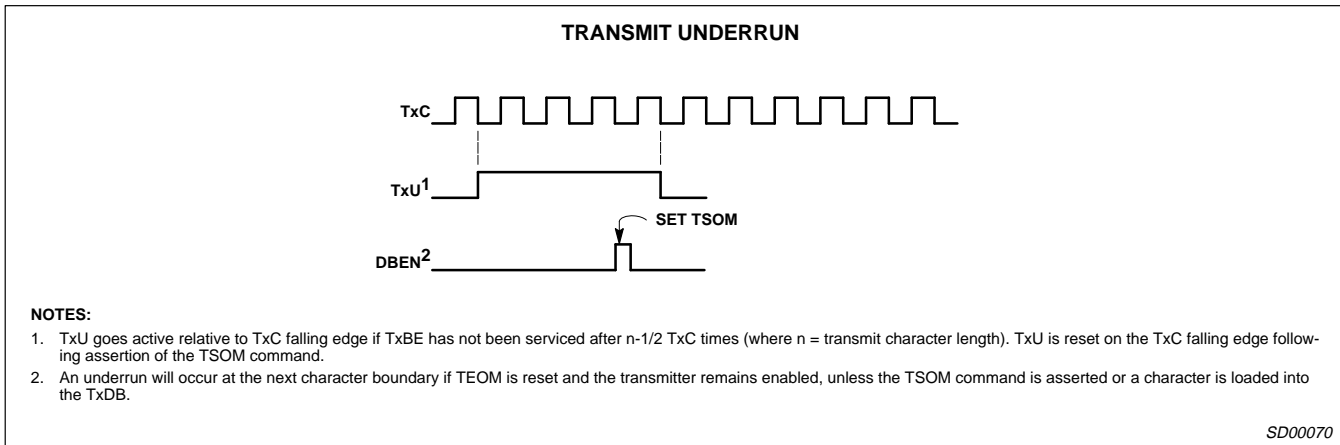 TRANSMIT UNDERRUN
TxC
TxU1
SET TSOM
DBEN2
NOTES:
1. TxU goes active relative to TxC falling edge if TxBE has not been serviced after n-1/2 TxC times (where n = transmit character length). TxU is reset on the TxC falling edge follow-
ing assertion of the TSOM command.
2. An underrun will occur at the next character boundary if TEOM is reset and the transmitter remains enabled, unless the TSOM command is asserted or a character is loaded into
the TxDB.
SD00070